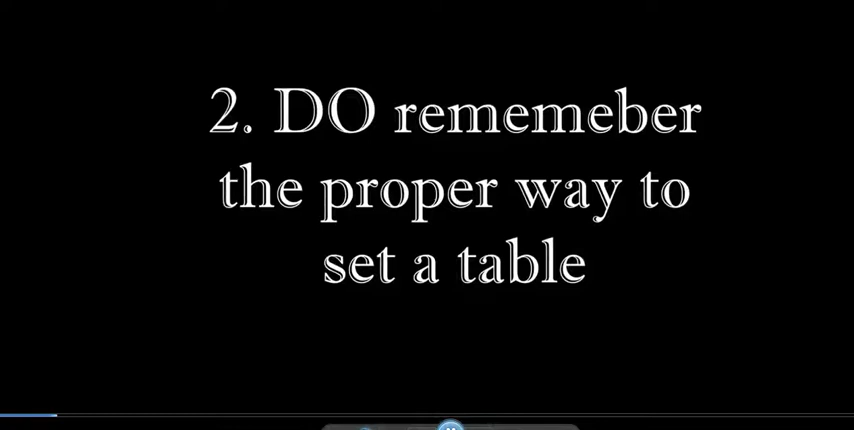 2. DO rememeber
the proper way to
set a table